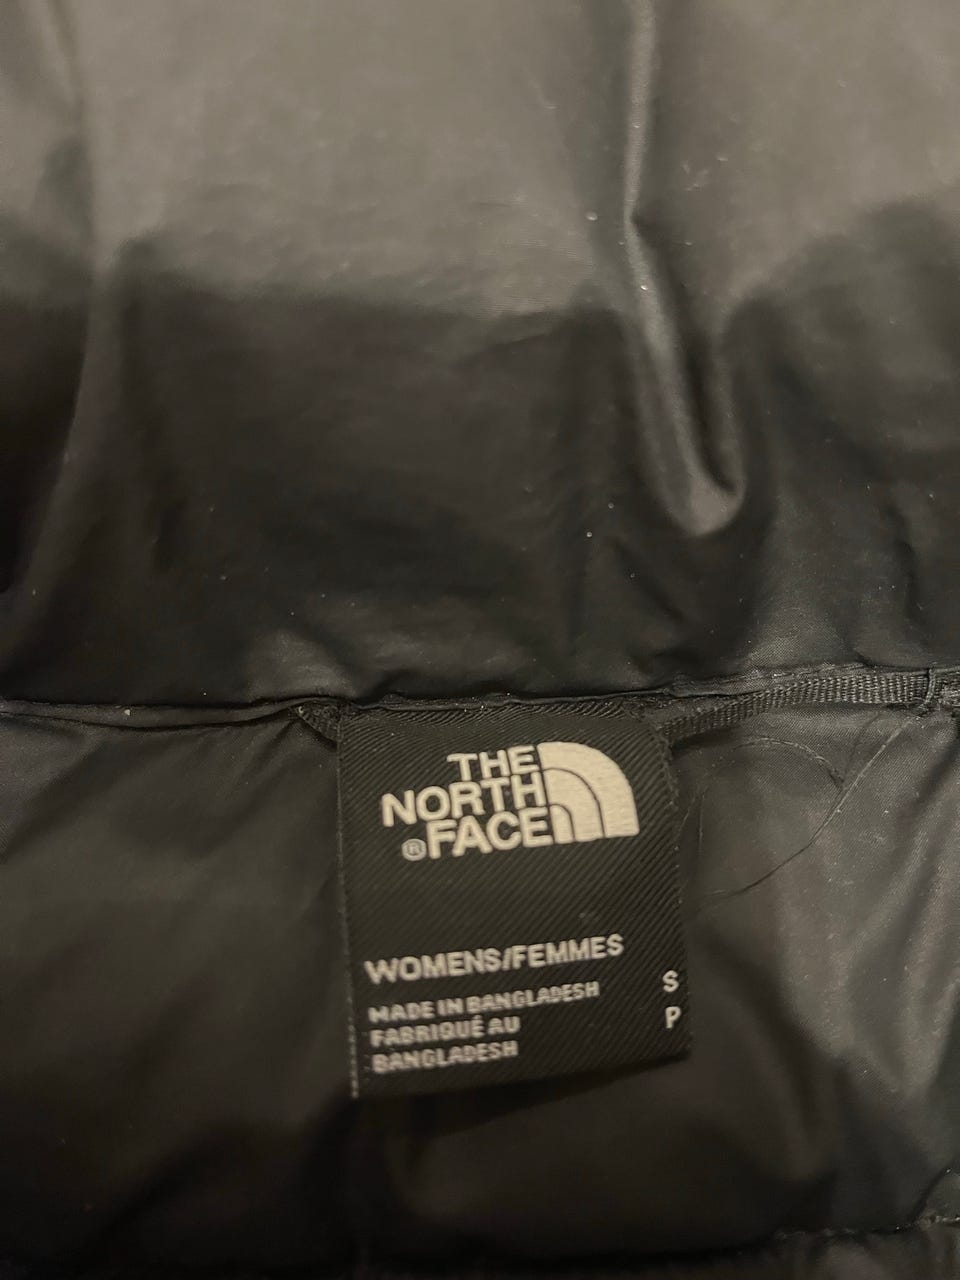 THE
NORTH
®FACE
WOMENS/FEMMES
MADE IN BANGLADESH
FABRIQUÉ AU
BANGLADESH
S
P